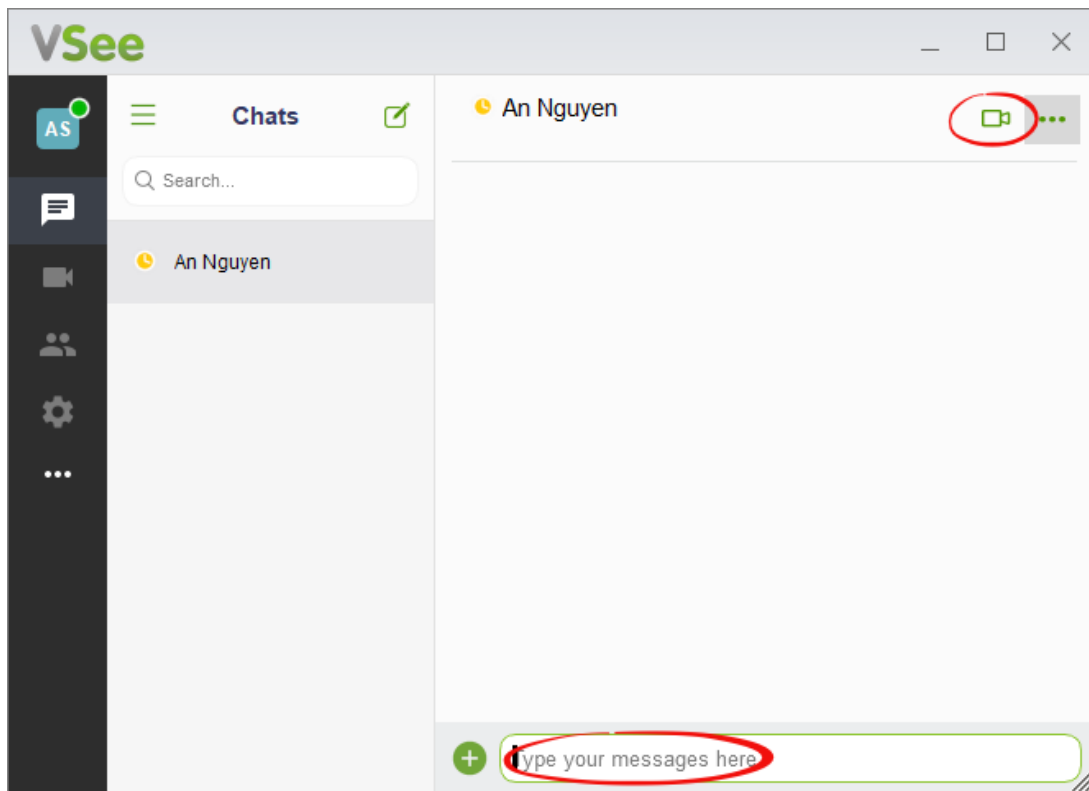 VSee
AS
Chats
Search...
An Nguyen
An Nguyen
Type your messages here